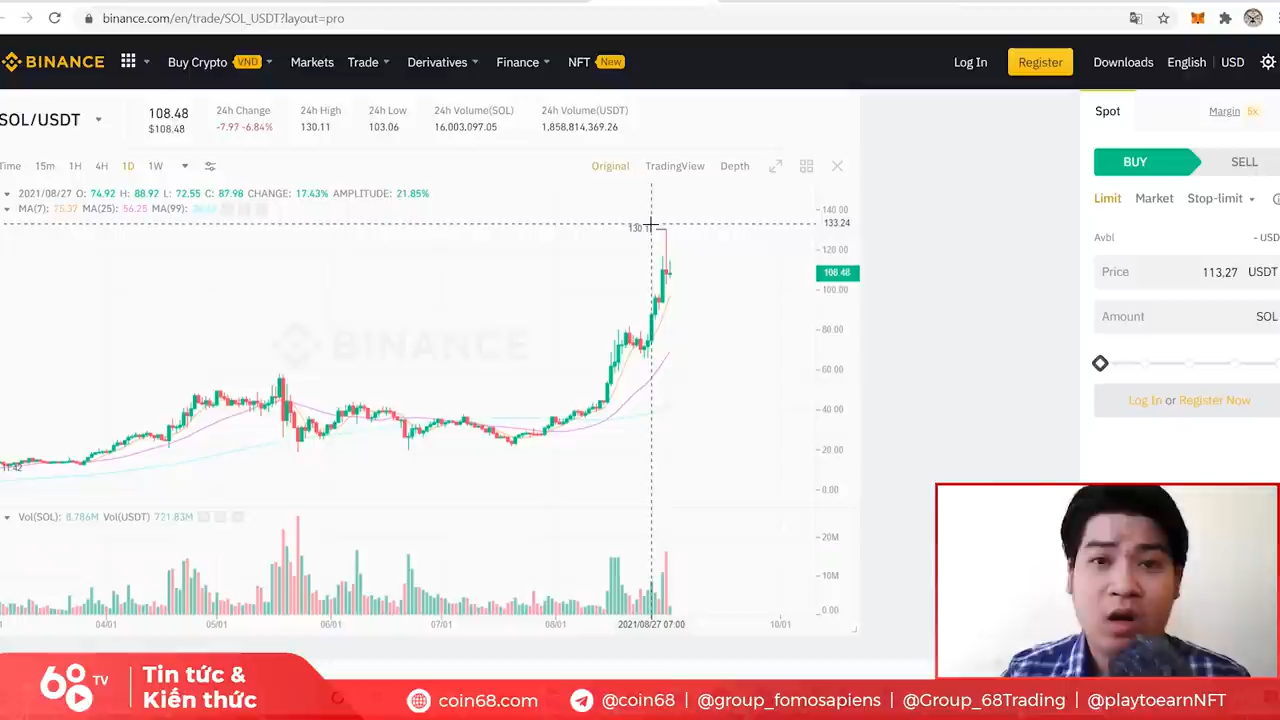 binance.com/en/trade/SOL_USDT?layout=pro
BINANCE Buy Crypto VND Markets Trade Derivatives Finance NFT New Log In Register Downloads English USD
SOL/USDT 108.48 $108.48
24h Change -7.97 -6.84%
24h High 130.11
24h Low 103.06
24h Volume(SOL) 16,003,097.05
24h Volume(USDT) 1,858,814,369.26
Time 15m 1H 4H 1D 1W Original TradingView Depth
2021/08/27 O: 74.92 H: 88.92 L: 72.55 C: 87.98 CHANGE: 17.43% AMPLITUDE: 21.85%
MA(7): 75.37 MA(25): 56.25 MA(99):
140.00
133.24
120.00
108.48
100.00
80.00
60.00
40.00
20.00
0.00
11.42
BINANCE
Vol(SOL): 8.786M Vol(USDT) 721.83M
20M
10M
0.00
04/01 05/01 06/01 07/01 08/01 2021/08/27 07:00 10/01
Spot Margin 5x
BUY SELL
Limit Market Stop-limit
Avbl - USD
Price 113,27 USDT
Amount SOL
Log In or Register Now
68 TV
Tin tức &
Kiến thức
coin68.com @coin68 | @group_fomosapiens | @Group_68Trading | @playtoearnNFT